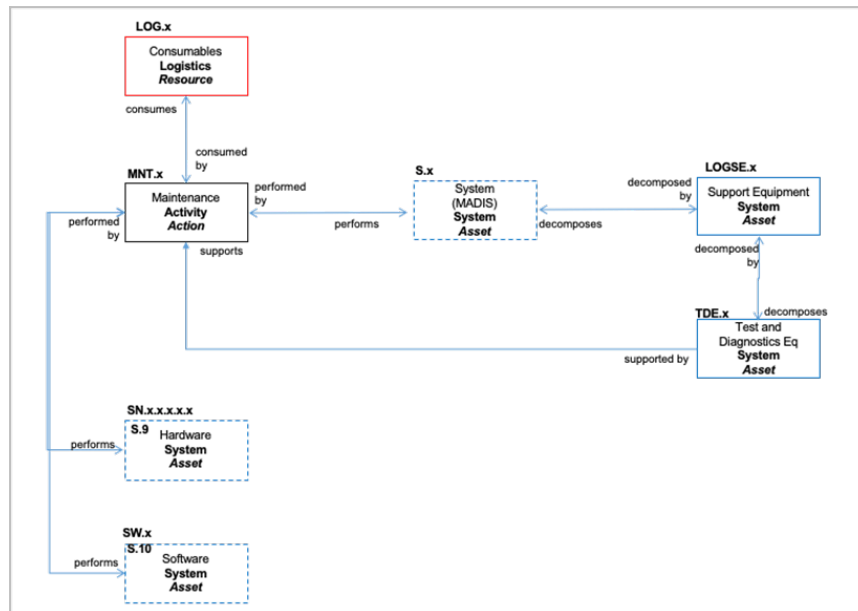 LOG.x
Consumables
Logistics
Resource
consumes
consumed
by
MNT.x
Maintenance
Activity
Action
performed
by
performed
by
supports
performs
S.x
System
(MADIS)
System
Asset
decomposes
decomposed
by
LOGSE.x
Support Equipment
System
Asset
decomposed
by
decomposes
TDE.x
Test and
Diagnostics Eq
System
Asset
supported by
SN.x.x.x.x.x
S.9
Hardware
System
Asset
performs
SW.x
S.10
Software
System
Asset
performs